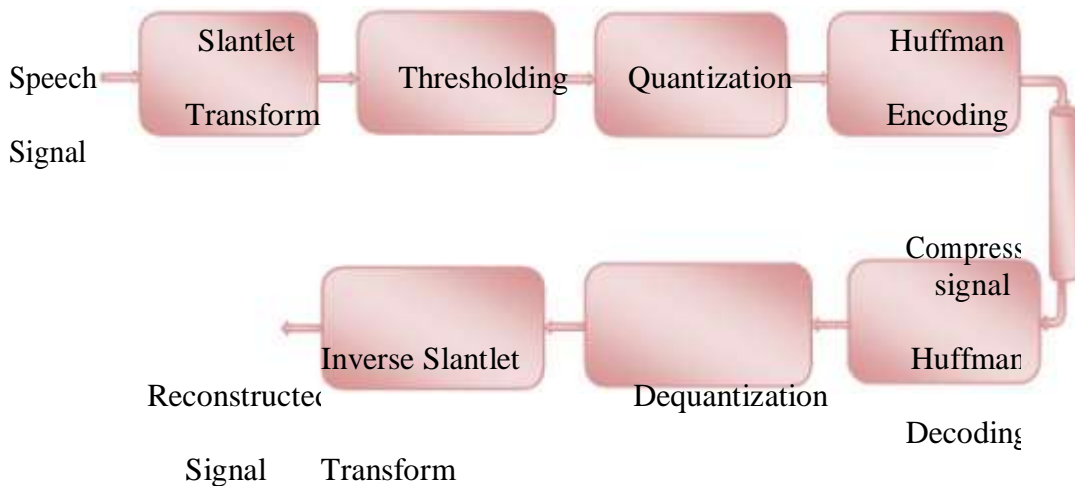 Speech
Signal
Slantlet
Transform
Thresholding
Quantization
Huffman
Encoding
Compress
signal
Huffman
Decoding
Dequantization
Inverse Slantlet
Transform
Reconstructed
Signal